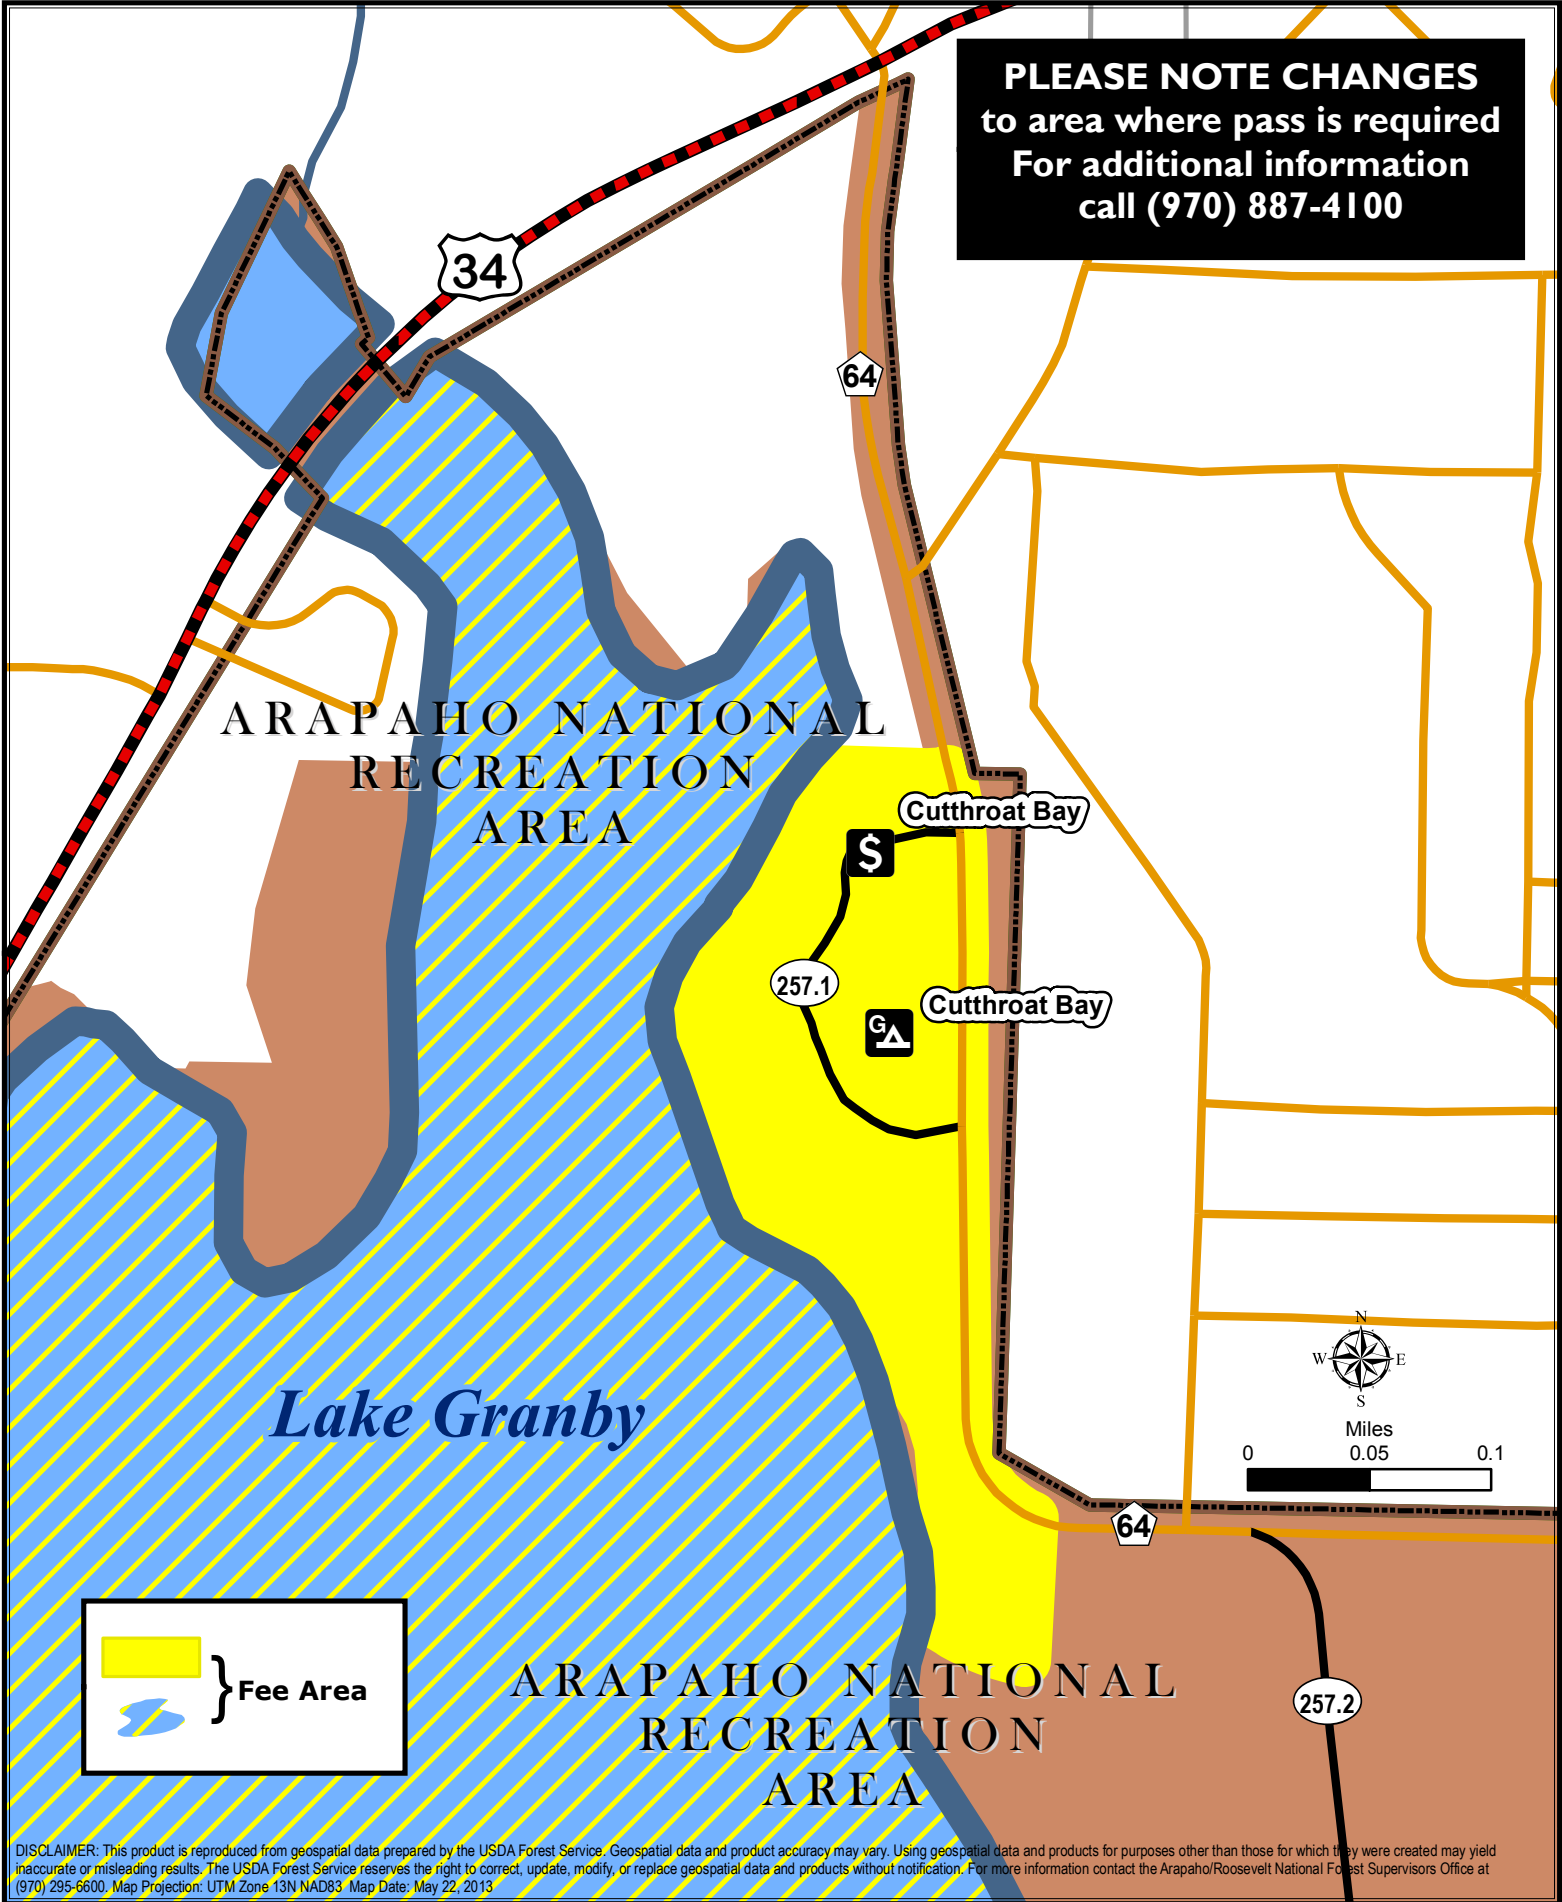 PLEASE NOTE CHANGES
to area where pass is required
For additional information
call (970) 887-4100
34
64
ARAPAHO NATIONAL
RECREATION
AREA
Cutthroat Bay
$
257.1
Cutthroat Bay
G
N
W E
S
Miles
0 0.05 0.1
Lake Granby
64
Fee Area
ARAPAHO NATIONAL
RECREATION
AREA
257.2
DISCLAIMER: This product is reproduced from geospatial data prepared by the USDA Forest Service. Geospatial data and product accuracy may vary. Using geospatial data and products for purposes other than those for which they were created may yield
inaccurate or misleading results. The USDA Forest Service reserves the right to correct, update, modify, or replace geospatial data and products without notification. For more information contact the Arapaho/Roosevelt National Forest Supervisors Office at
(970) 295-6600. Map Projection: UTM Zone 13N NAD83 Map Date: May 22, 2013